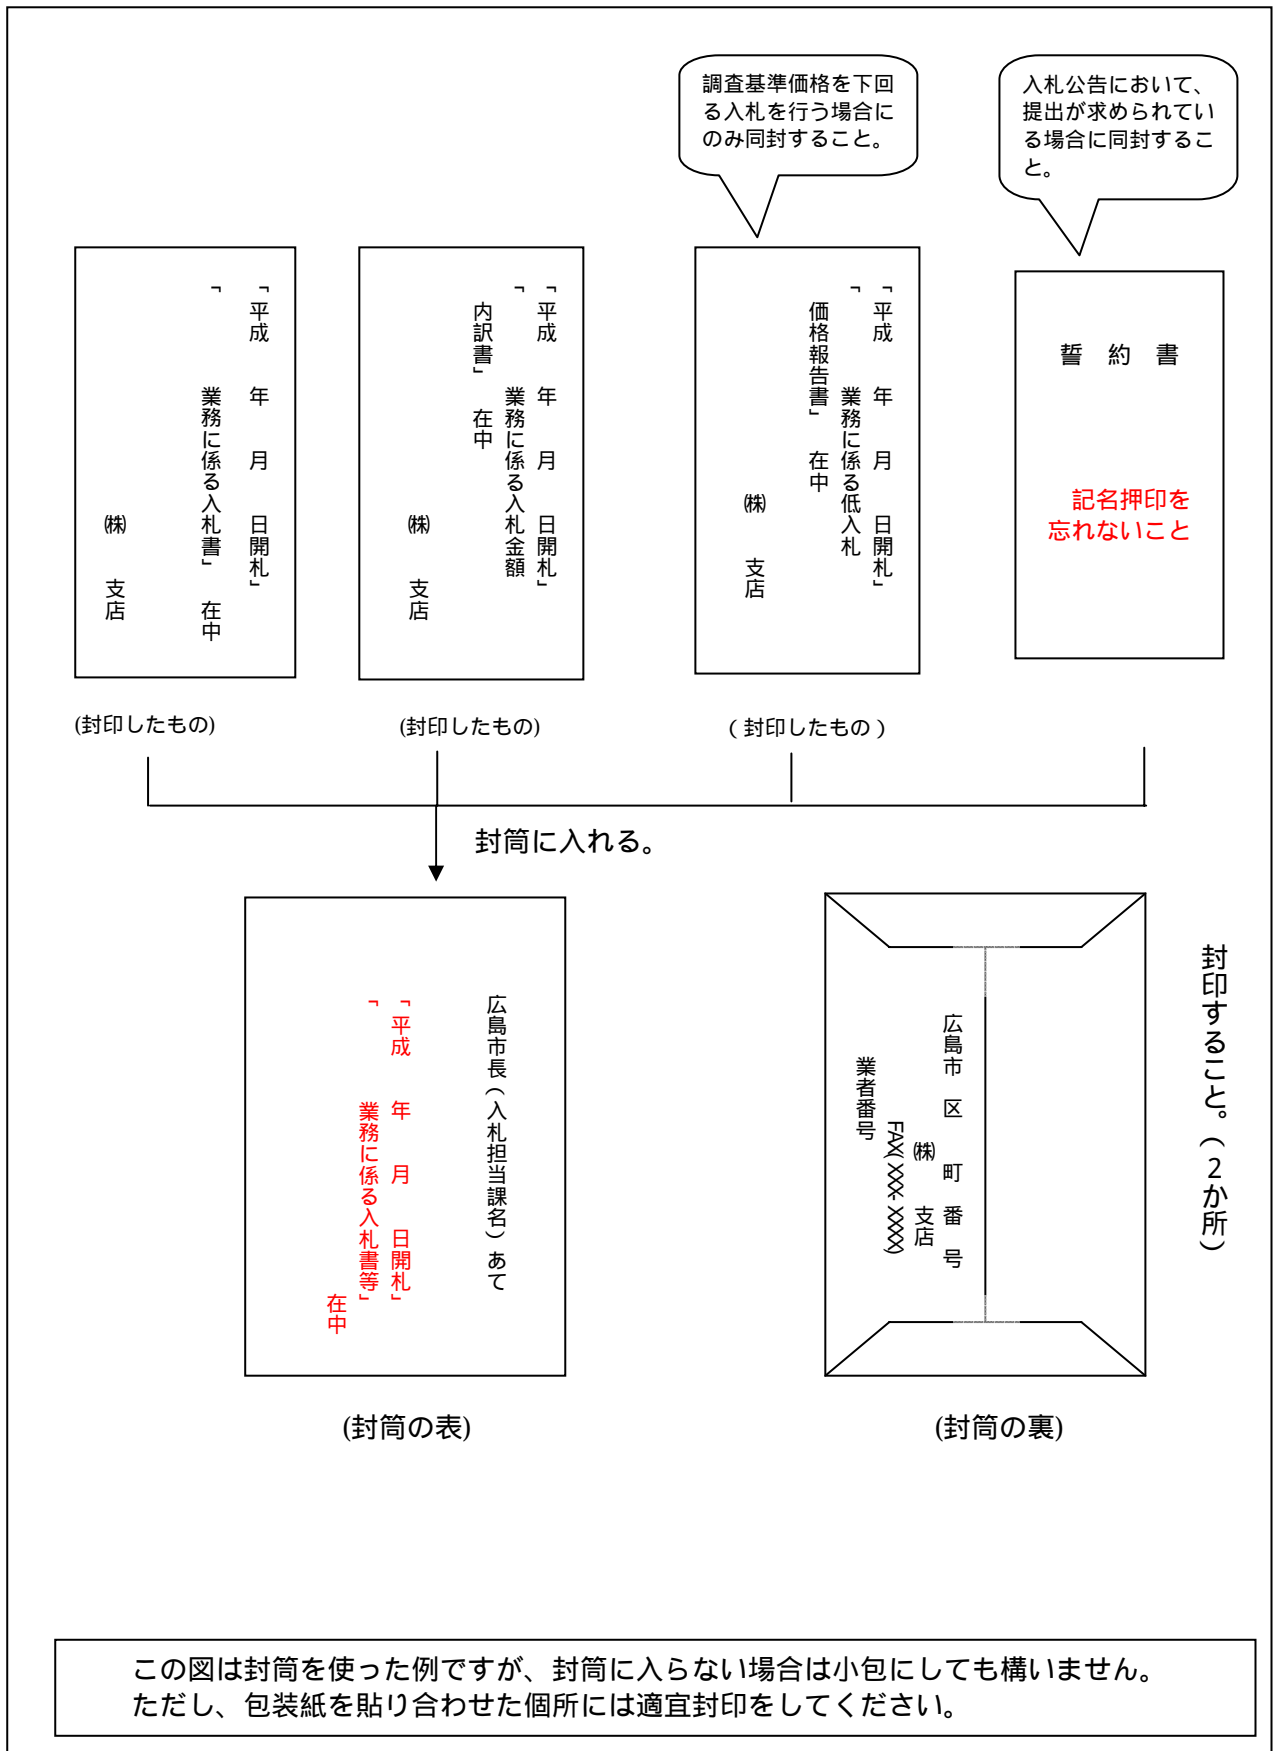 調査基準価格を下回
る入札を行う場合に
のみ同封すること。
入札公告において、
提出が求められてい
る場合に同封するこ
と。
「平成　　年　　月　　日開札」
「　　　　業務に係る入札書」　在中
㈱　　支店
「平成　　年　　月　　日開札」
「　　　　業務に係る入札金額
内訳書」　在中
㈱　　支店
「平成　　年　　月　　日開札」
「　　　　業務に係る低入札
価格報告書」　在中
㈱　　支店
誓　約　書
記名押印を
忘れないこと
(封印したもの)
(封印したもの)
（封印したもの）
封筒に入れる。
広島市長（入札担当課名）あて
「平成　　年　　月　　日開札」
「　　　　業務に係る入札書等」
在中
広島市　区　　町　番　号
㈱　　支店
FAX(XXX-XXXX)
業者番号
封印すること。（2か所）
(封筒の表)
(封筒の裏)
この図は封筒を使った例ですが、封筒に入らない場合は小包にしても構いません。
ただし、包装紙を貼り合わせた個所には適宜封印をしてください。